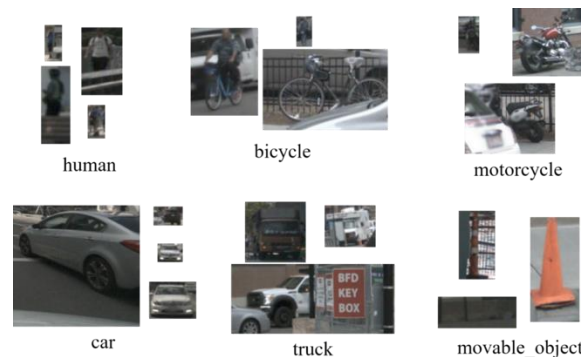 human
bicycle
motorcycle
BFD
KEY
BOX
car
truck
movable_object